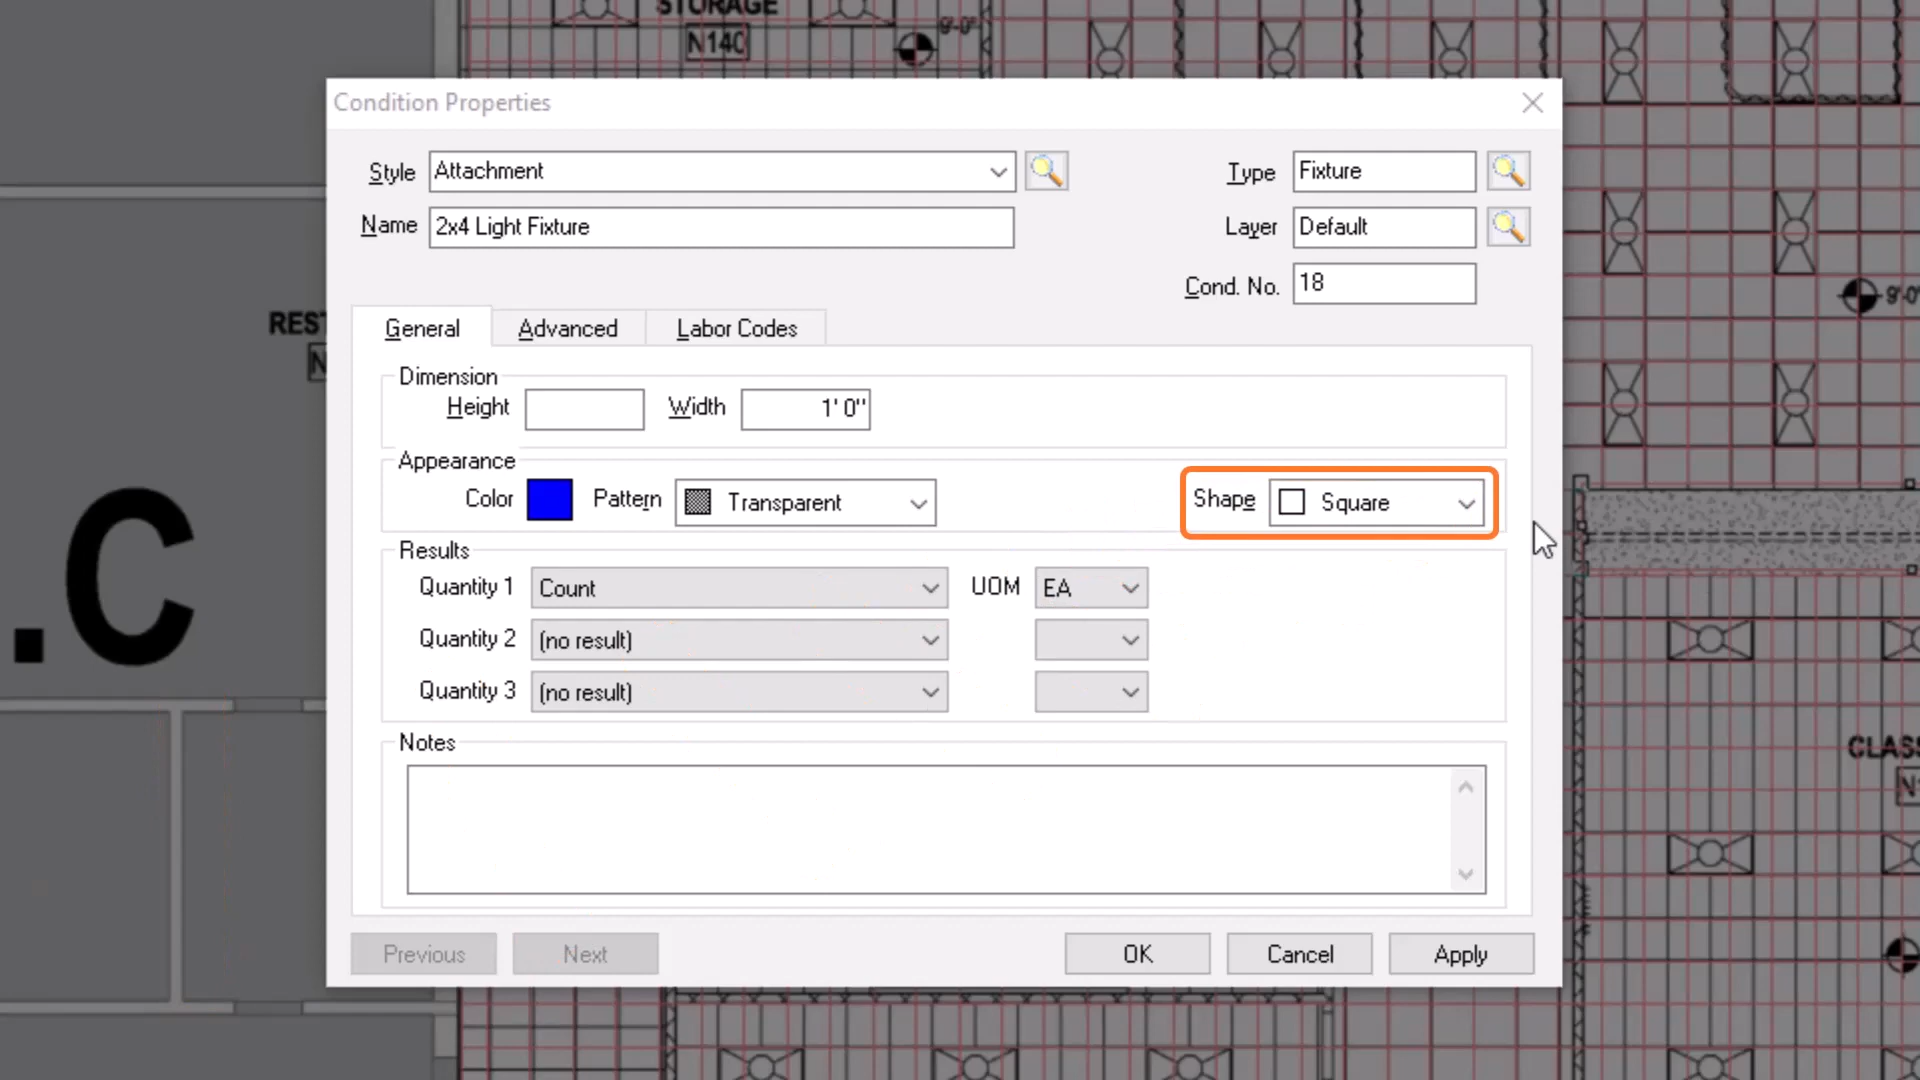 STORAGE
N140
9'-0"
Condition Properties
Style Attachment Type Fixture
Name 2x4 Light Fixture Layer Default
Cond. No. 18
9'-0"
General Advanced Labor Codes
Dimension
Height Width 1' 0"
Appearance
Color Pattern Transparent Shape Square
Results
Quantity 1 Count UOM EA
Quantity 2 (no result)
Quantity 3 (no result)
.C
Notes
Previous Next OK Cancel Apply